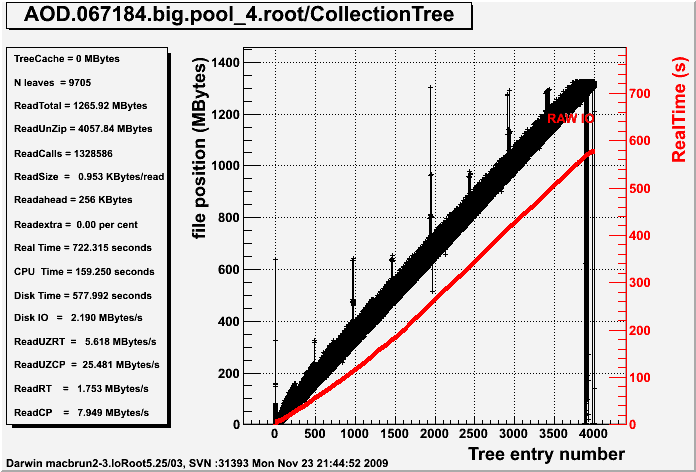 AOD.067184.big.pool_4.root/CollectionTree
TreeCache = 0 MBytes
N leaves = 9705
ReadTotal = 1265.92 MBytes
ReadUnZip = 4057.84 MBytes
ReadCalls = 1328586
ReadSize = 0.953 KBytes/read
Readahead = 256 KBytes
Readextra = 0.00 per cent
Real Time = 722.315 seconds
CPU Time = 159.250 seconds
Disk Time = 577.992 seconds
Disk IO = 2.190 MBytes/s
ReadUZRT = 5.618 MBytes/s
ReadUZCP = 25.481 MBytes/s
ReadRT = 1.753 MBytes/s
ReadCP = 7.949 MBytes/s
file position (MBytes)
1400
1200
1000
800
600
400
200
0
RAW IO
RealTime (s)
700
600
500
400
300
200
100
0
0 500 1000 1500 2000 2500 3000 3500 4000
Tree entry number
Darwin macbrun2-3.loRoot5.25/03, SVN :31393 Mon Nov 23 21:44:52 2009